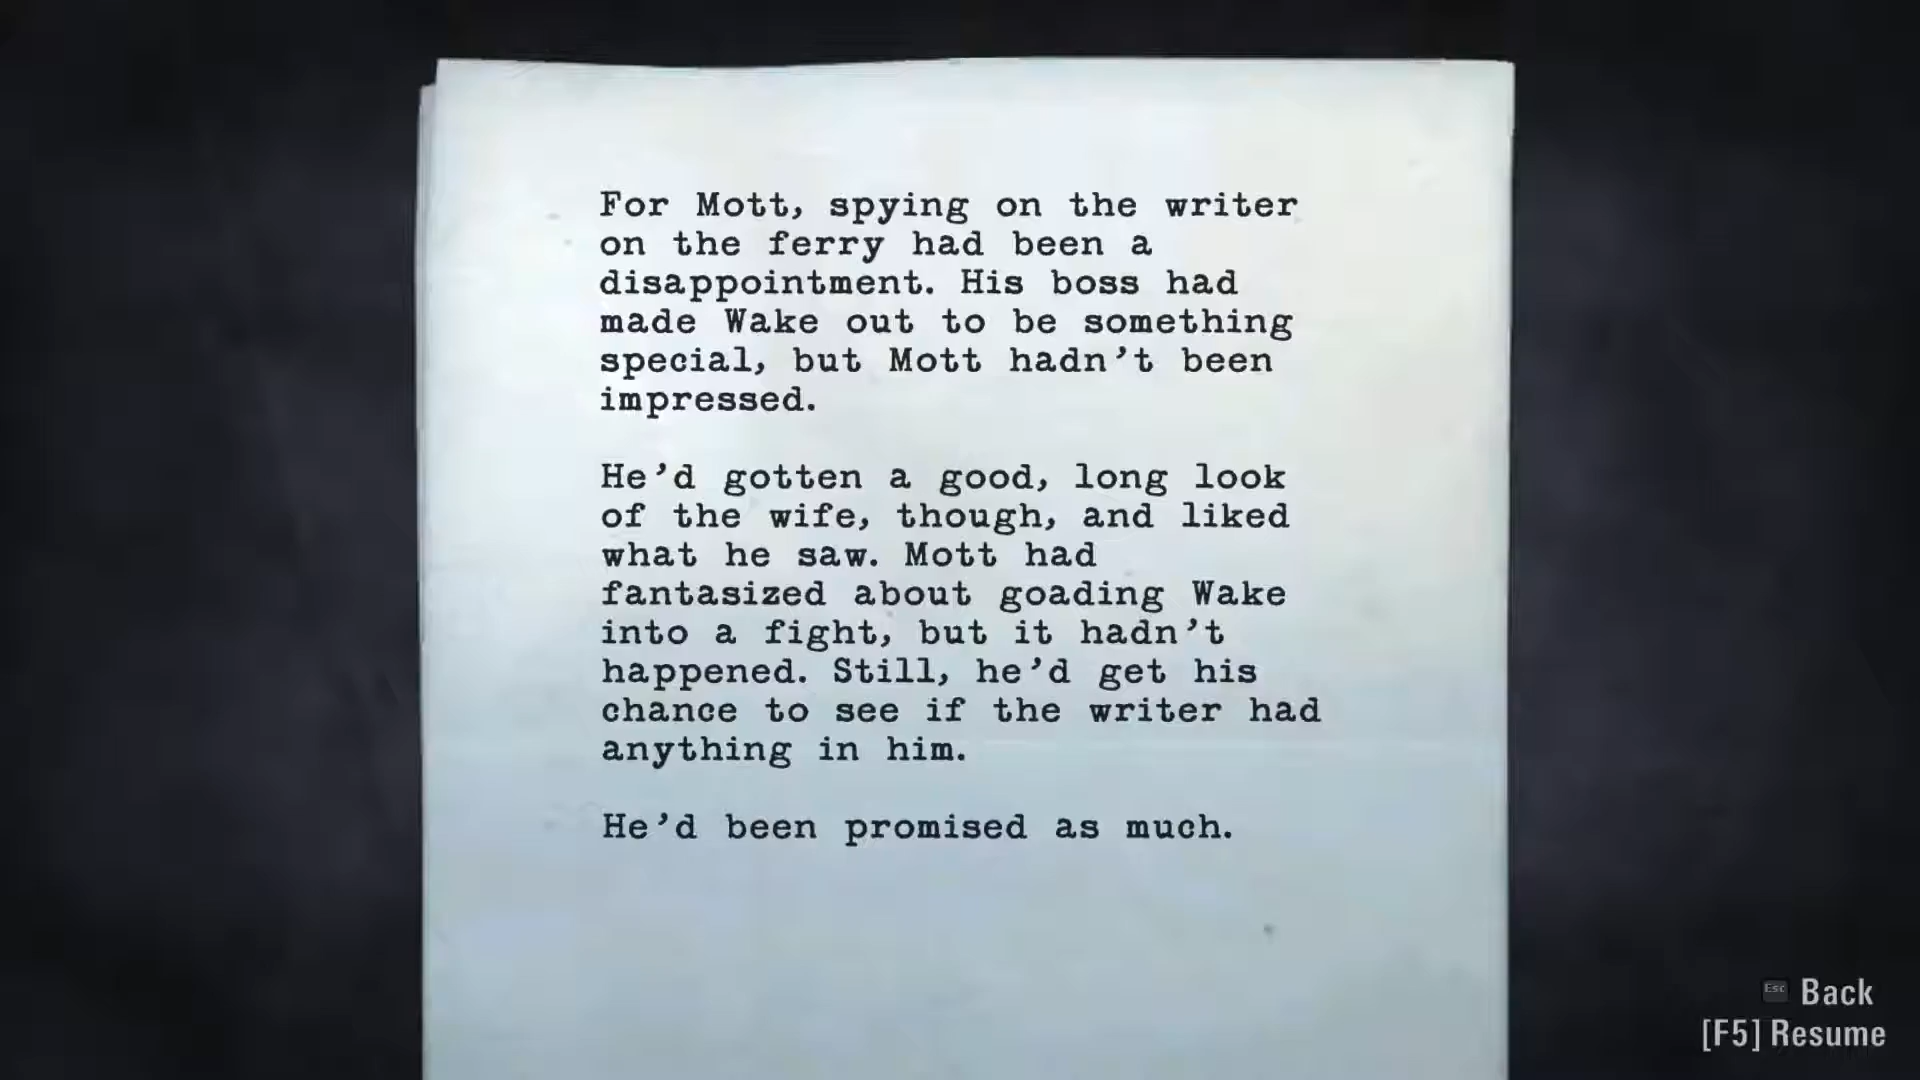 For Mott, spying on the writer
on the ferry had been a
disappointment. His boss had
made Wake out to be something
special, but Mott hadn’t been
impressed.
He’d gotten a good, long look
of the wife, though, and liked
what he saw. Mott had
fantasized about goading Wake
into a fight, but it hadn’t
happened. Still, he’d get his
chance to see if the writer had
anything in him.
He’d been promised as much.
Esc Back
[F5] Resume